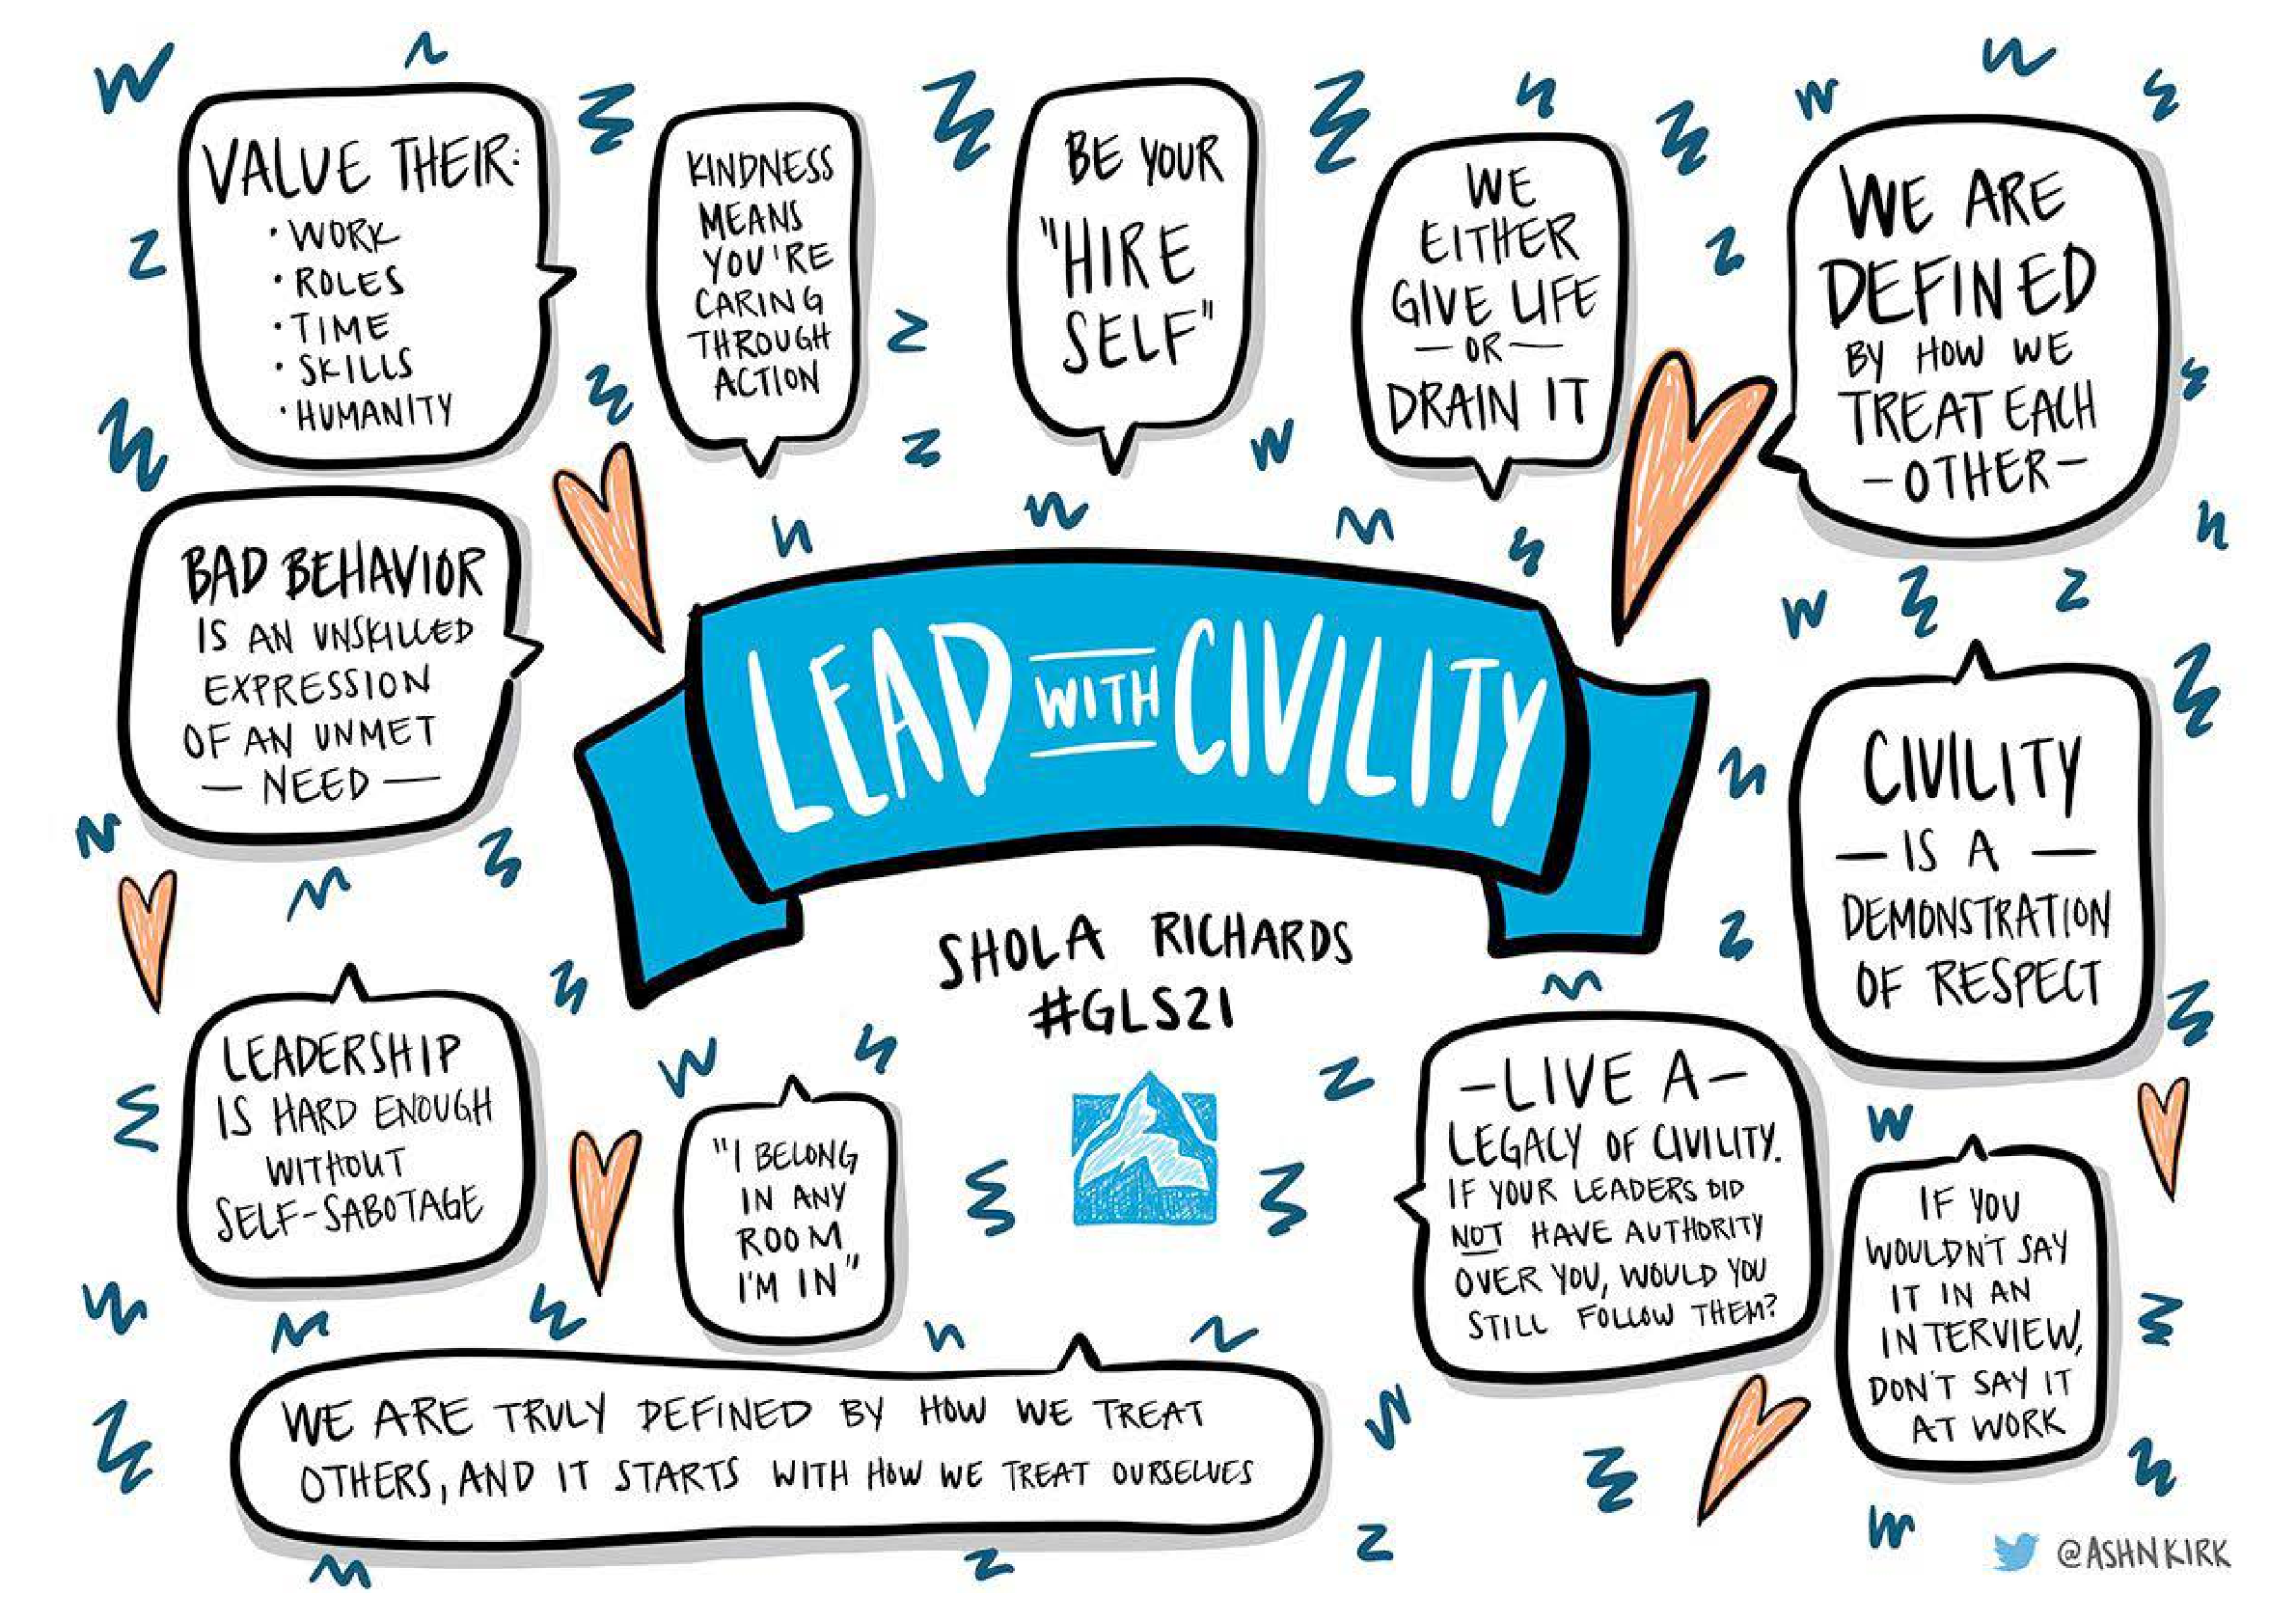 VALUE THEIR:
• WORK
• ROLES
• TIME
• SKILLS
• HUMANITY
KINDNESS
MEANS
YOU'RE
CARING
THROUGH
ACTION
BE YOUR
"HIRE
SELF"
WE
EITHER
GIVE LIFE
— OR —
DRAIN IT
WE ARE
DEFINED
BY HOW WE
TREAT EACH
- OTHER -
BAD BEHAVIOR
IS AN UNSKILLED
EXPRESSION
OF AN UNMET
— NEED —
LEAD WITH CIVILITY
SHOLA RICHARDS
#GLS21
CIVILITY
— IS A —
DEMONSTRATION
OF RESPECT
LEADERSHIP
IS HARD ENOUGH
WITHOUT
SELF-SABOTAGE
"I BELONG
IN ANY
ROOM
I'M IN"
- LIVE A -
LEGACY OF CIVILITY.
IF YOUR LEADERS DID
NOT HAVE AUTHORITY
OVER YOU, WOULD YOU
STILL FOLLOW THEM?
IF YOU
WOULDN'T SAY
IT IN AN
INTERVIEW,
DON'T SAY IT
AT WORK
WE ARE TRULY DEFINED BY HOW WE TREAT
OTHERS, AND IT STARTS WITH HOW WE TREAT OURSELVES
@ASHNKIRK